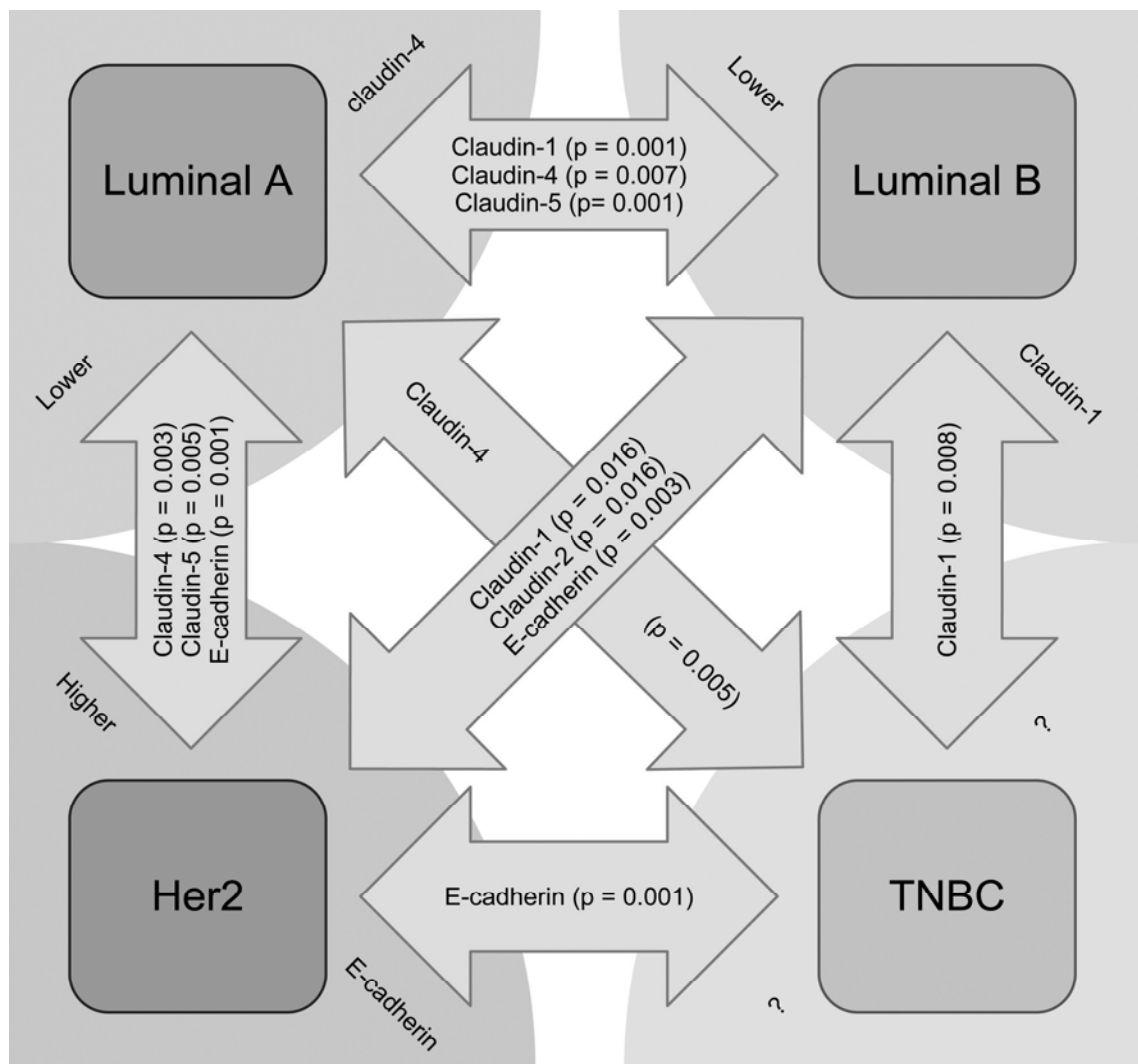 claudin-4
Lower
Luminal A
Claudin-1 (p = 0.001)
Claudin-4 (p = 0.007)
Claudin-5 (p= 0.001)
Luminal B
Lower
Claudin-4 (p = 0.003)
Claudin-5 (p = 0.005)
E-cadherin (p = 0.001)
Higher
Claudin-4
(p = 0.005)
Claudin-1 (p = 0.016)
Claudin-2 (p = 0.016)
E-cadherin (p = 0.003)
Claudin-1
Claudin-1 (p = 0.008)
?
Her2
E-cadherin (p = 0.001)
TNBC
E-cadherin
?